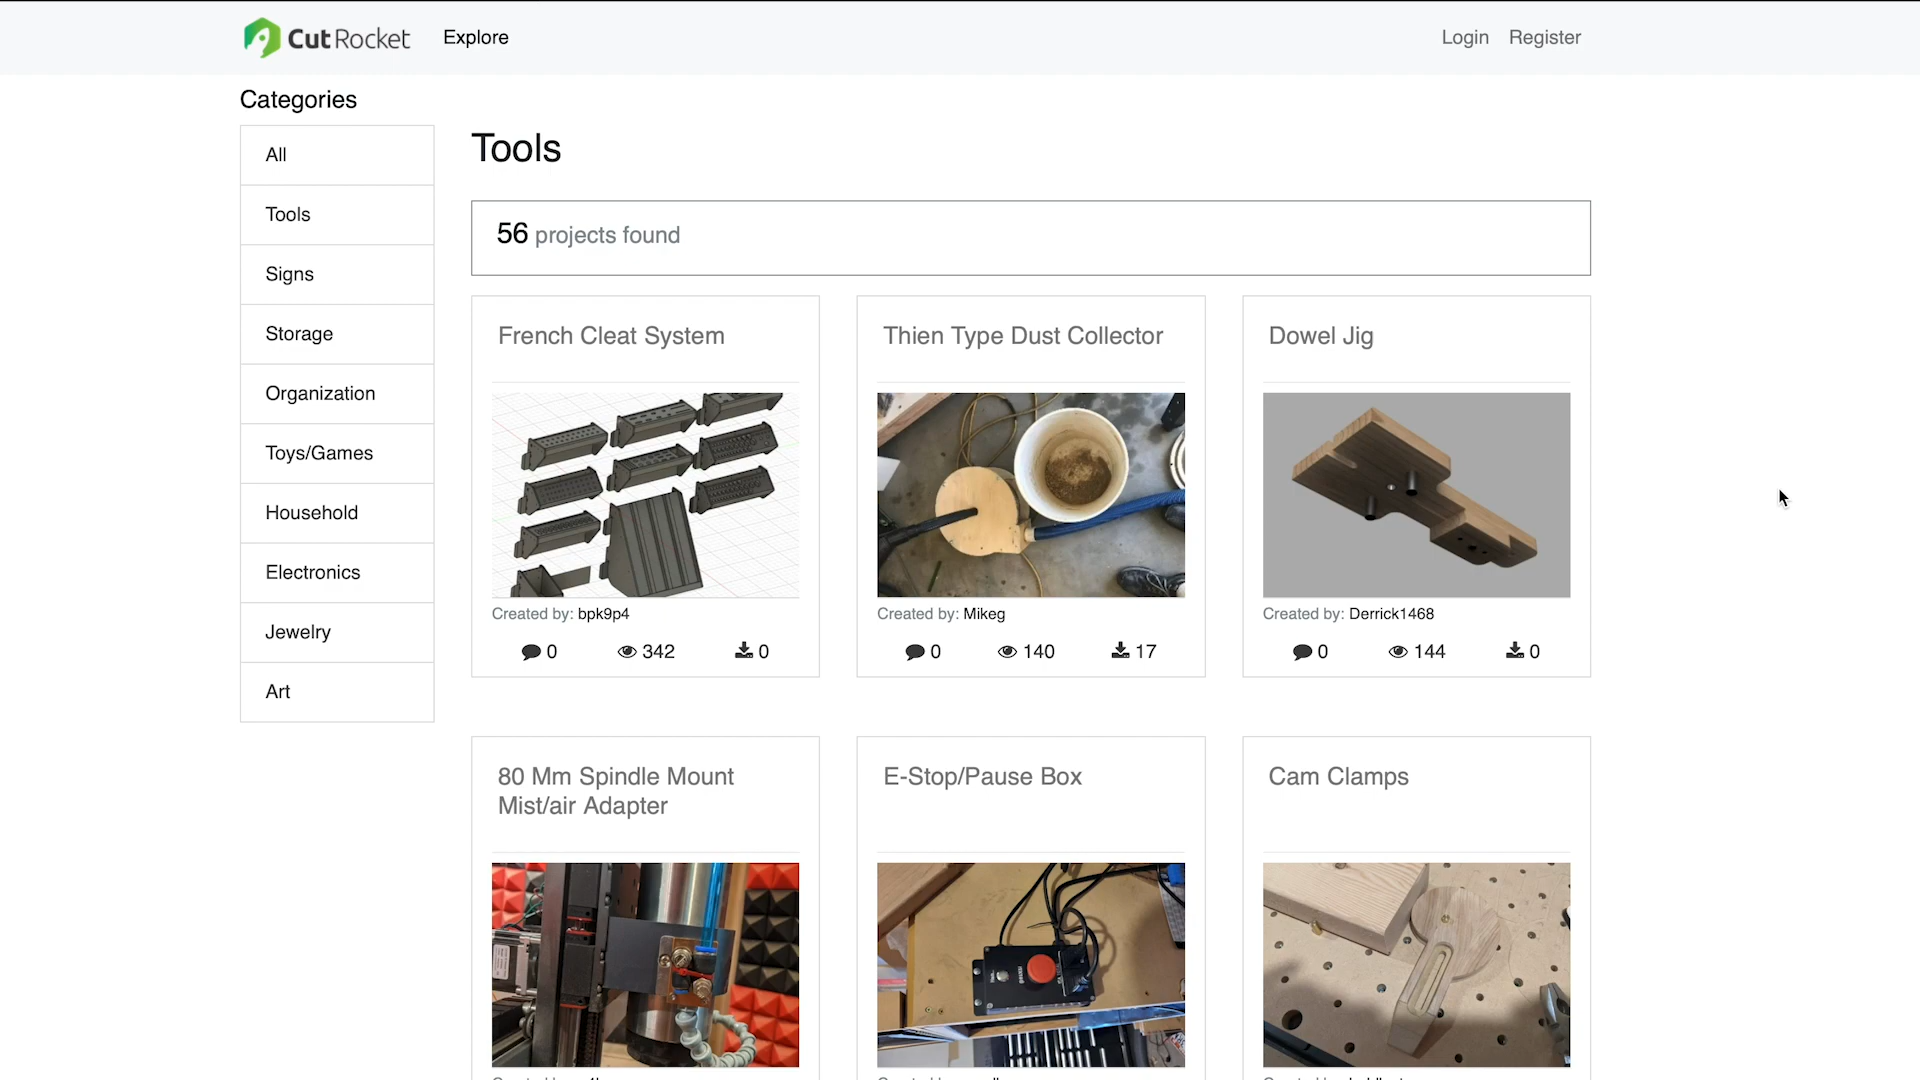 CutRocket Explore Login Register
Categories
All
Tools
Signs
Storage
Organization
Toys/Games
Household
Electronics
Jewelry
Art
Tools
56 projects found
French Cleat System
Created by: bpk9p4
0 342 0
Thien Type Dust Collector
Created by: Mikeg
0 140 17
Dowel Jig
Created by: Derrick1468
0 144 0
80 Mm Spindle Mount
Mist/air Adapter
E-Stop/Pause Box
Cam Clamps